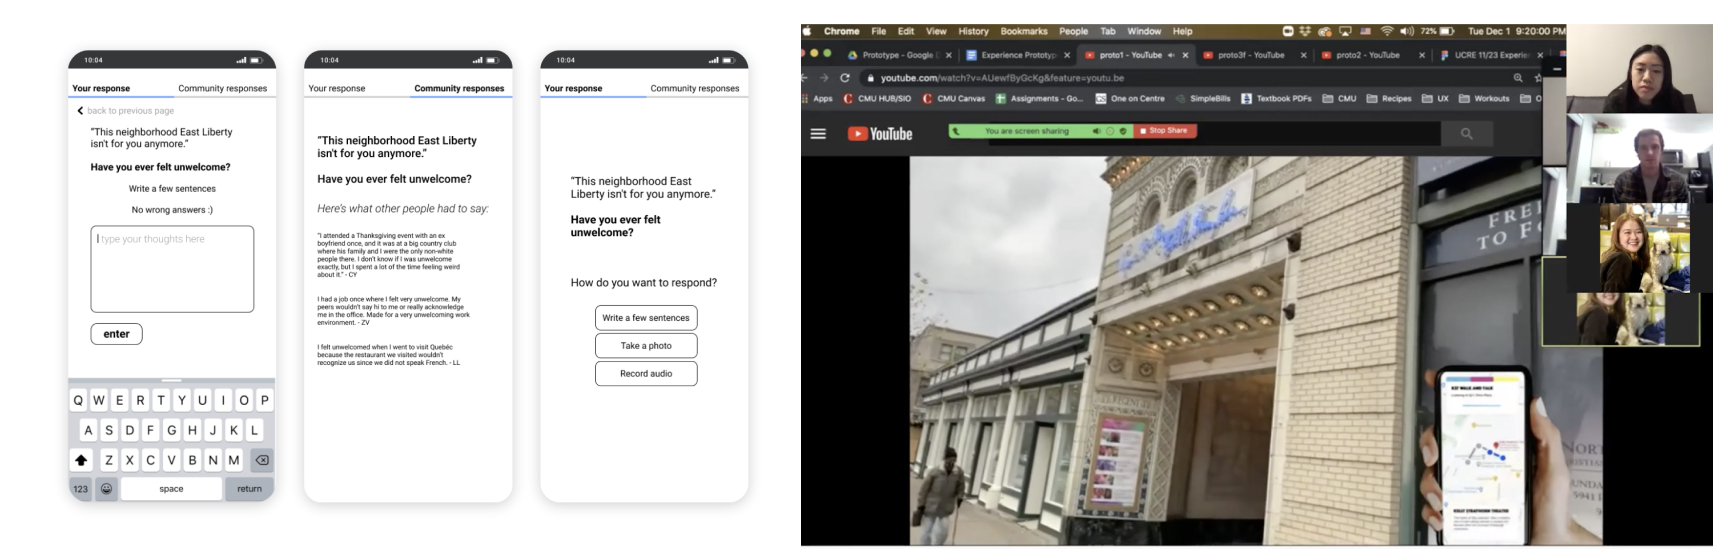 10:04
Your response Community responses
back to previous page
"This neighborhood East Liberty
isn't for you anymore."
Have you ever felt unwelcome?
Write a few sentences
No wrong answers :)
type your thoughts here
enter
Q W E R T Y U I O P
A S D F G H J K L
Z X C V B N M
123 space return
10:04
Your response Community responses
"This neighborhood East Liberty
isn't for you anymore."
Have you ever felt unwelcome?
Here's what other people had to say:
"I attended a Thanksgiving event with an ex
boyfriend once, and it was at a big country club
where his family and I were the only non-white
people there. I don't know if I was unwelcome
exactly, but I spent a lot of the time feeling weird
about it." - CY
I had a job once where I felt very unwelcome. My
peers wouldn't say hi to me or really acknowledge
me in the office. Made for a very unwelcoming work
environment. - ZV
I felt unwelcomed when I went to visit Quebéc
because the restaurant we visited wouldn't
recognize us since we did not speak French. - LL
10:04
Your response Community responses
"This neighborhood East
Liberty isn't for you anymore."
Have you ever felt
unwelcome?
How do you want to respond?
Write a few sentences
Take a photo
Record audio
Chrome File Edit View History Bookmarks People Tab Window Help 72% Tue Dec 1 9:20:00 PM
Prototype - Google Experience Prototyp proto1 - YouTube proto3f - YouTube proto2 - YouTube UCRE 11/23 Experie
youtube.com/watch?v=AUewfByGcKg&feature=youtu.be
Apps CMU HUB/SIO CMU Canvas Assignments - Go... One on Centre SimpleBills Textbook PDFs CMU Recipes UX Workouts
YouTube
You are screen sharing Stop Share
FRE
TO F
EZF WALK AND TALK
KELLY STRAYHORN THEATER
NOR
5941